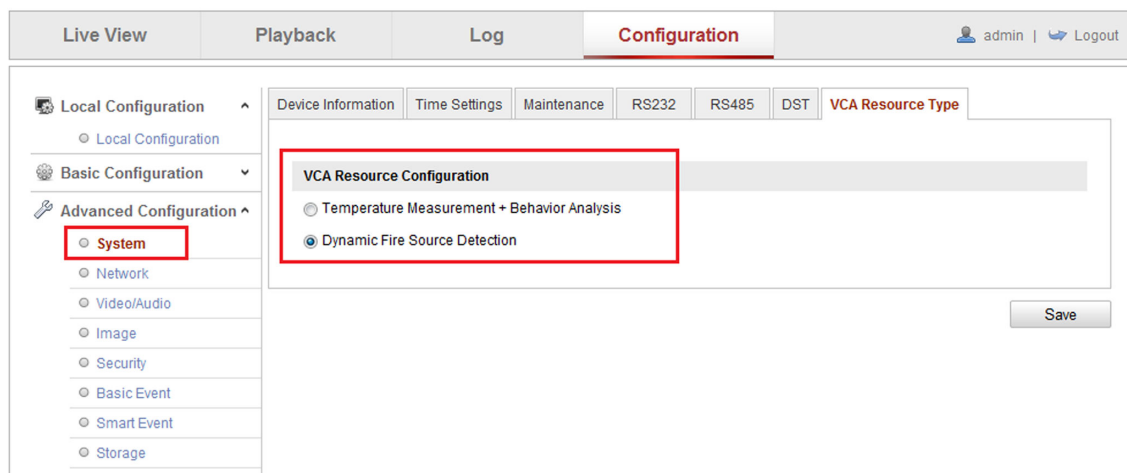 Live View Playback Log Configuration admin | Logout
Local Configuration
Local Configuration
Basic Configuration
Advanced Configuration
System
Network
Video/Audio
Image
Security
Basic Event
Smart Event
Storage
Device Information Time Settings Maintenance RS232 RS485 DST VCA Resource Type
VCA Resource Configuration
Temperature Measurement + Behavior Analysis
Dynamic Fire Source Detection
Save